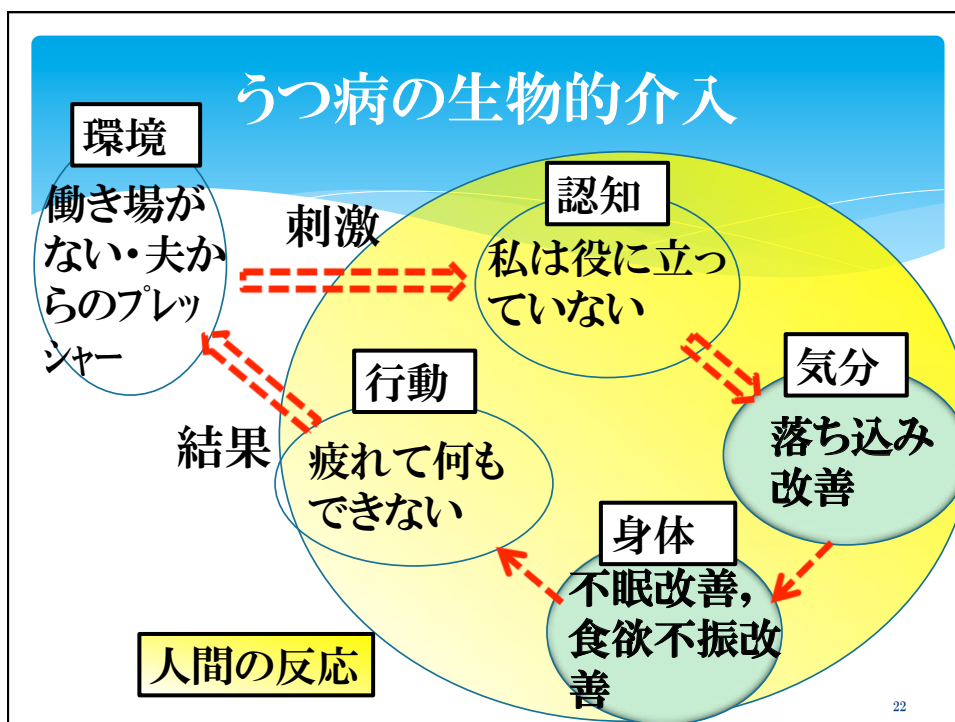 うつ病の生物的介入
環境
働き場が
ない・夫か
らのプレッ
シャー
刺激
認知
私は役に立っ
ていない
気分
落ち込み
改善
行動
疲れて何も
できない
結果
身体
不眠改善，
食欲不振改
善
人間の反応
22